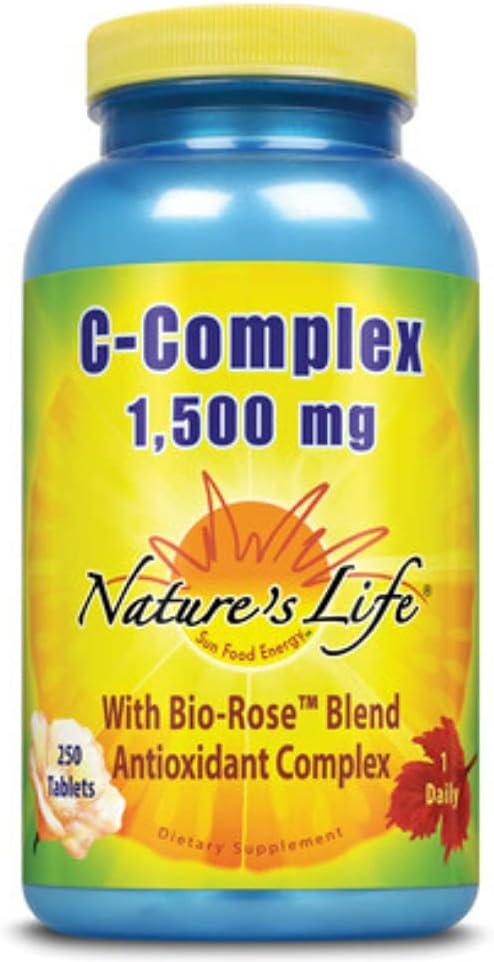 C-Complex
1,500 mg
Nature's Life®
Sun Food Energy™
With Bio-Rose™ Blend
Antioxidant Complex
250
Tablets
1
Daily
Dietary Supplement